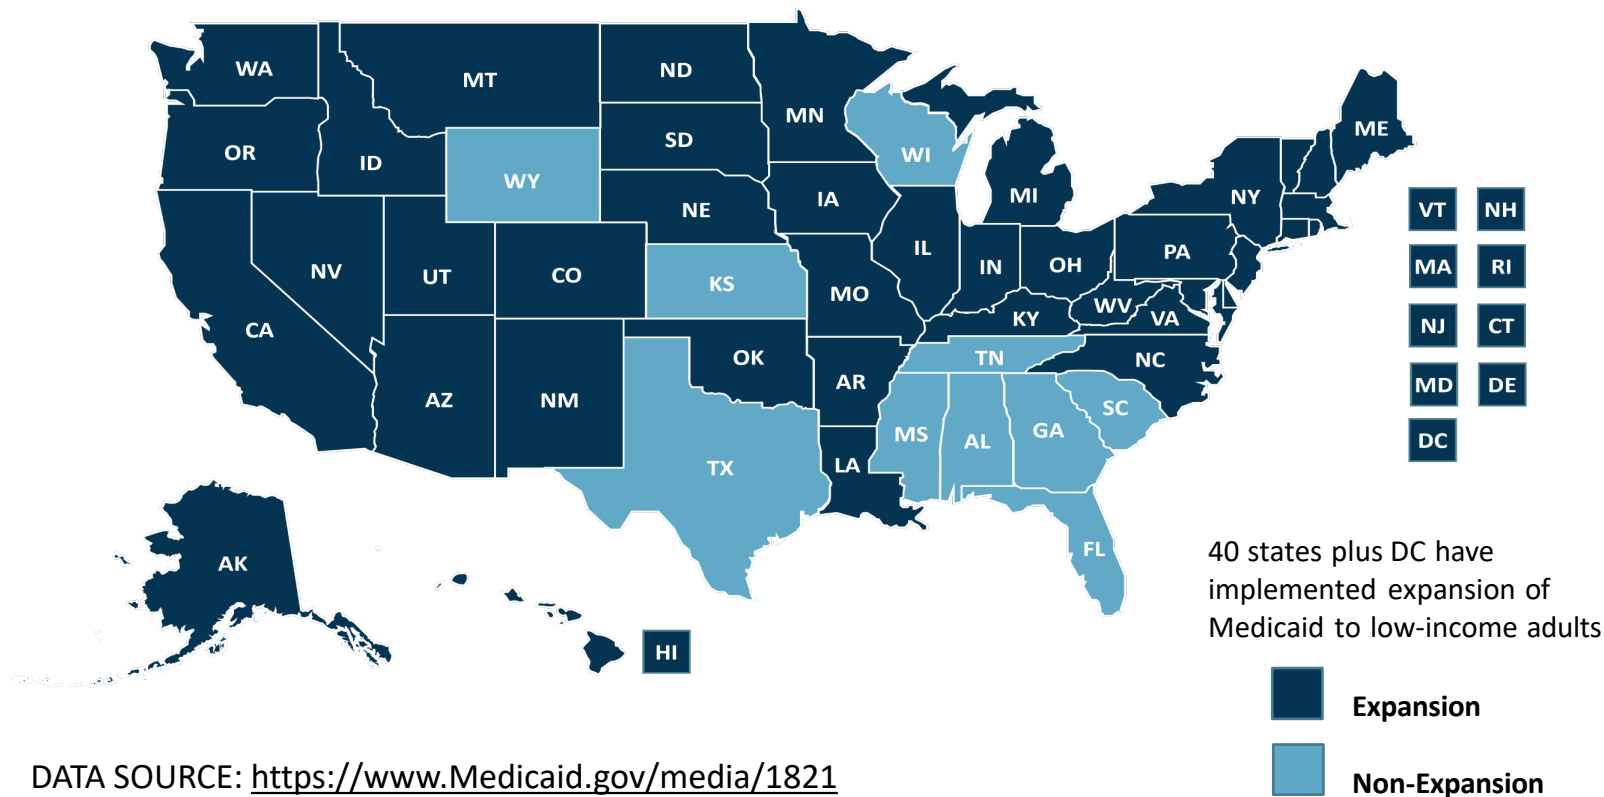 WA
MT
ND
MN
ME
OR
ID
SD
WI
WY
MI
NY
VT NH
NE
IA
NV
UT
CO
IL
IN
OH
PA
MA RI
KS
MO
WV
VA
KY
NJ CT
CA
OK
TN
NC
AZ
NM
AR
MD DE
SC
MS
AL
GA
DC
TX
LA
FL
AK
HI
40 states plus DC have
implemented expansion of
Medicaid to low-income adults
Expansion
Non-Expansion
DATA SOURCE: https://www.Medicaid.gov/media/1821